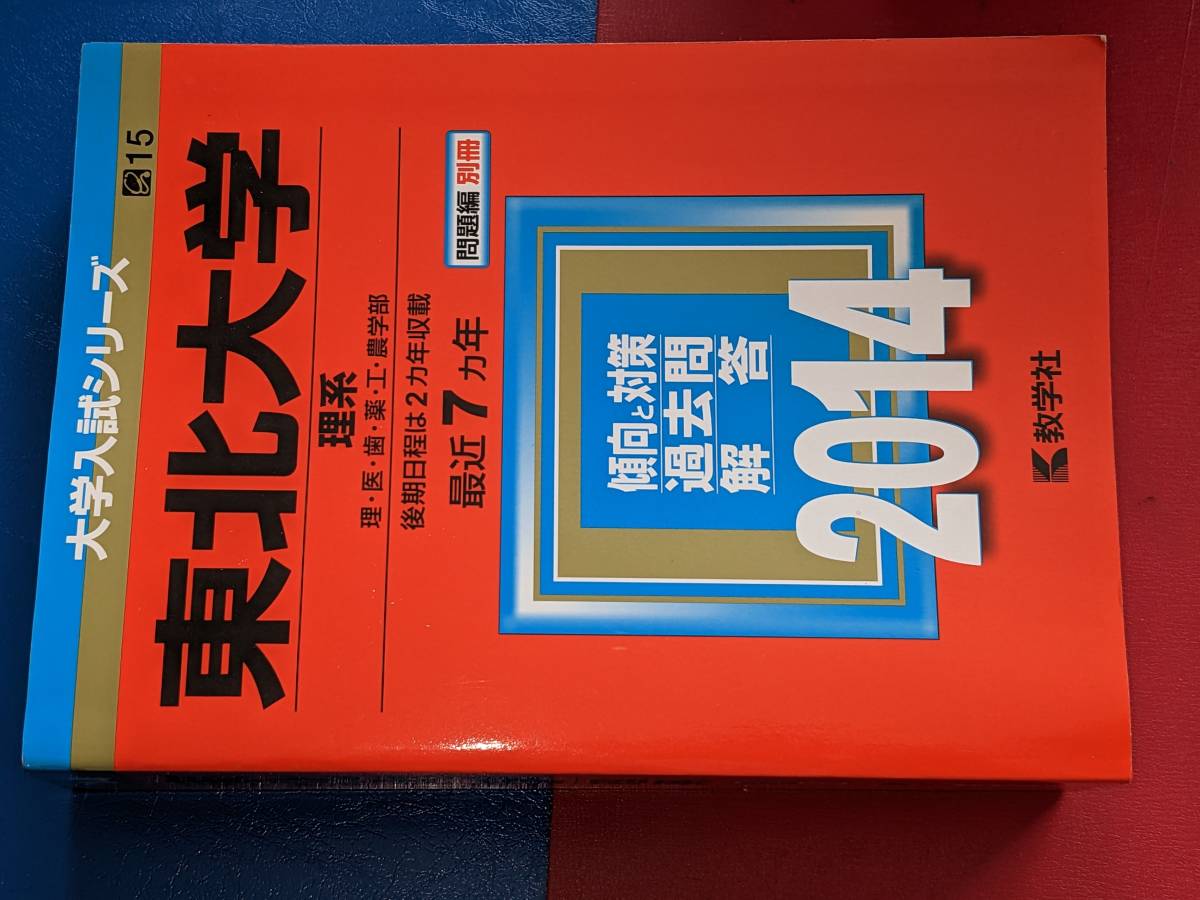 大学入試シリーズ
15
東北大学
理系
理・医・歯・薬・工・農学部
後期日程は2カ年収載
最近7カ年
問題編 別冊
傾向と対策
過去問
解答
2014
教学社